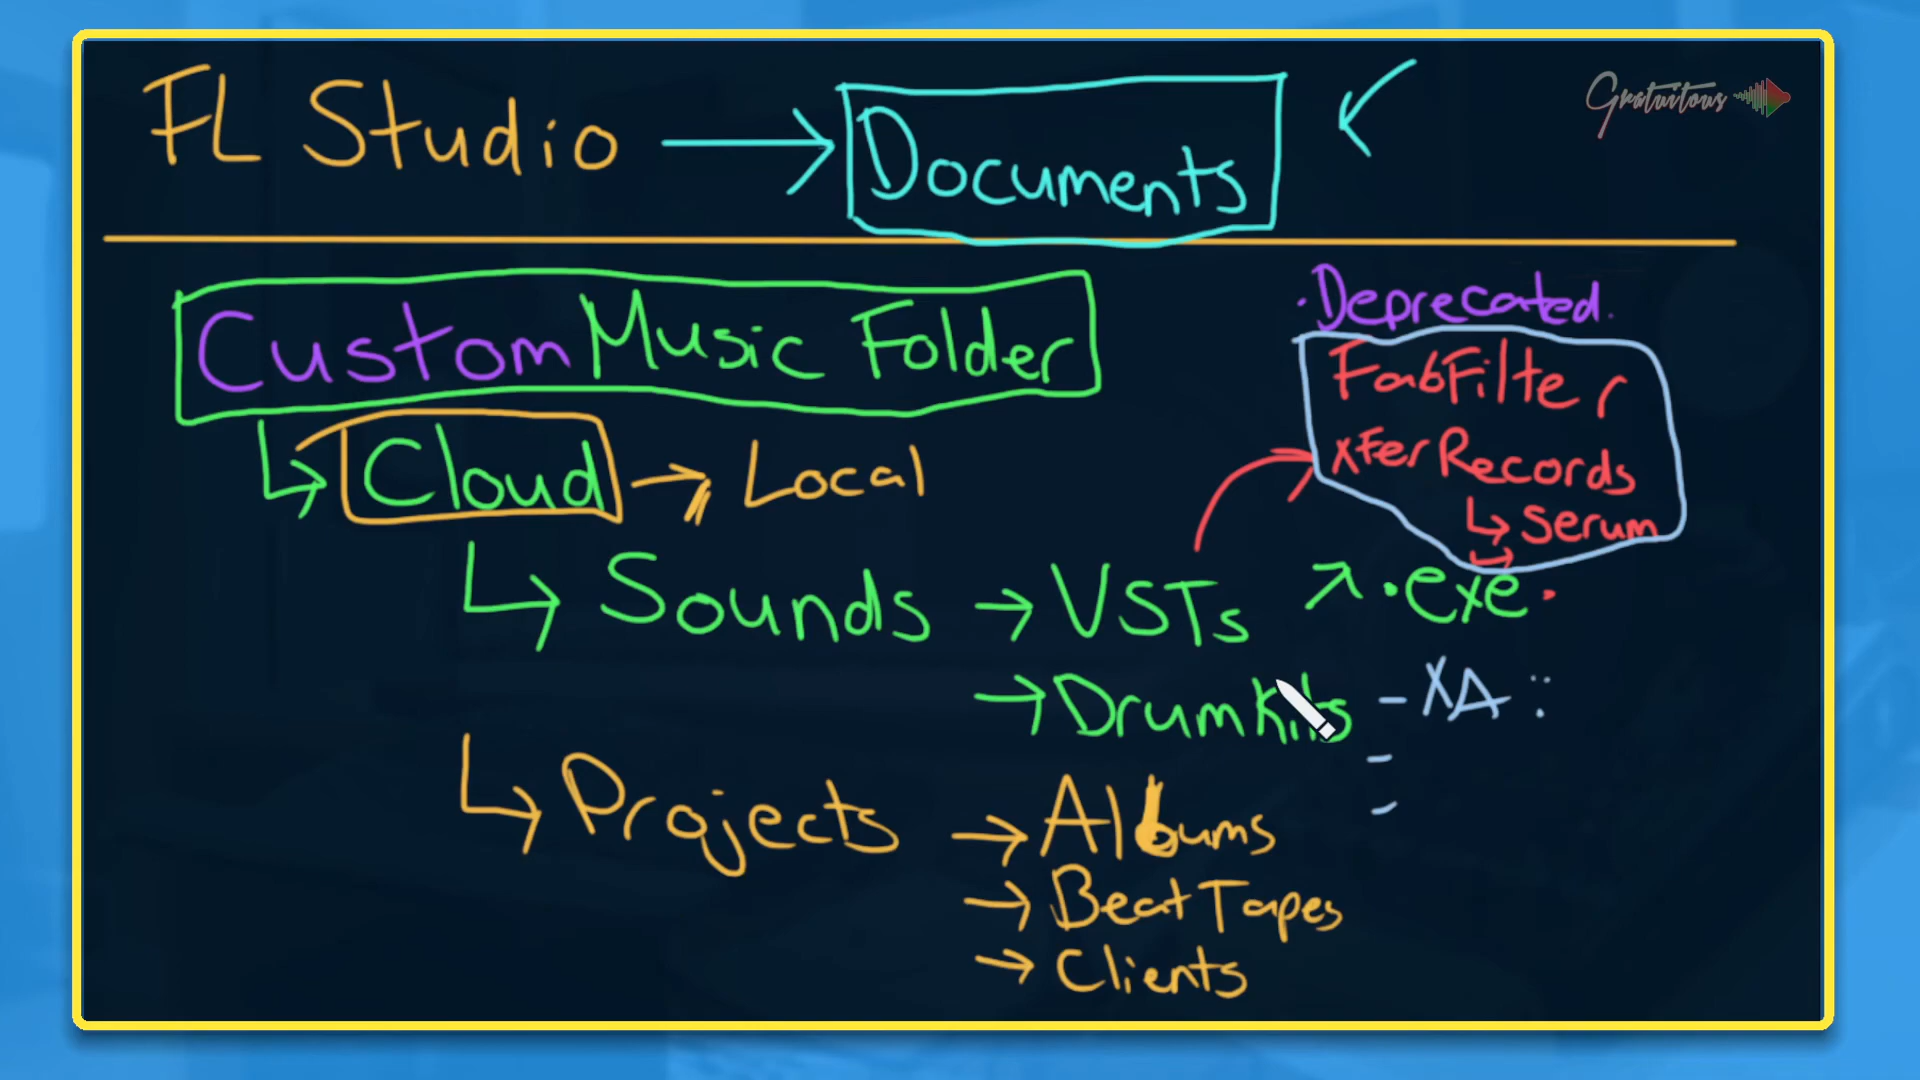 FL Studio → Documents
Gratuitous
Custom Music Folder
↳ Cloud → Local
·Deprecated.
FabFilter
xFer Records
↳ Serum
↳ Sounds → VSTs ↗ .exe.
→ Drum Kits - XA :
-
-
↳ Projects → Albums
→ Beat Tapes
→ Clients